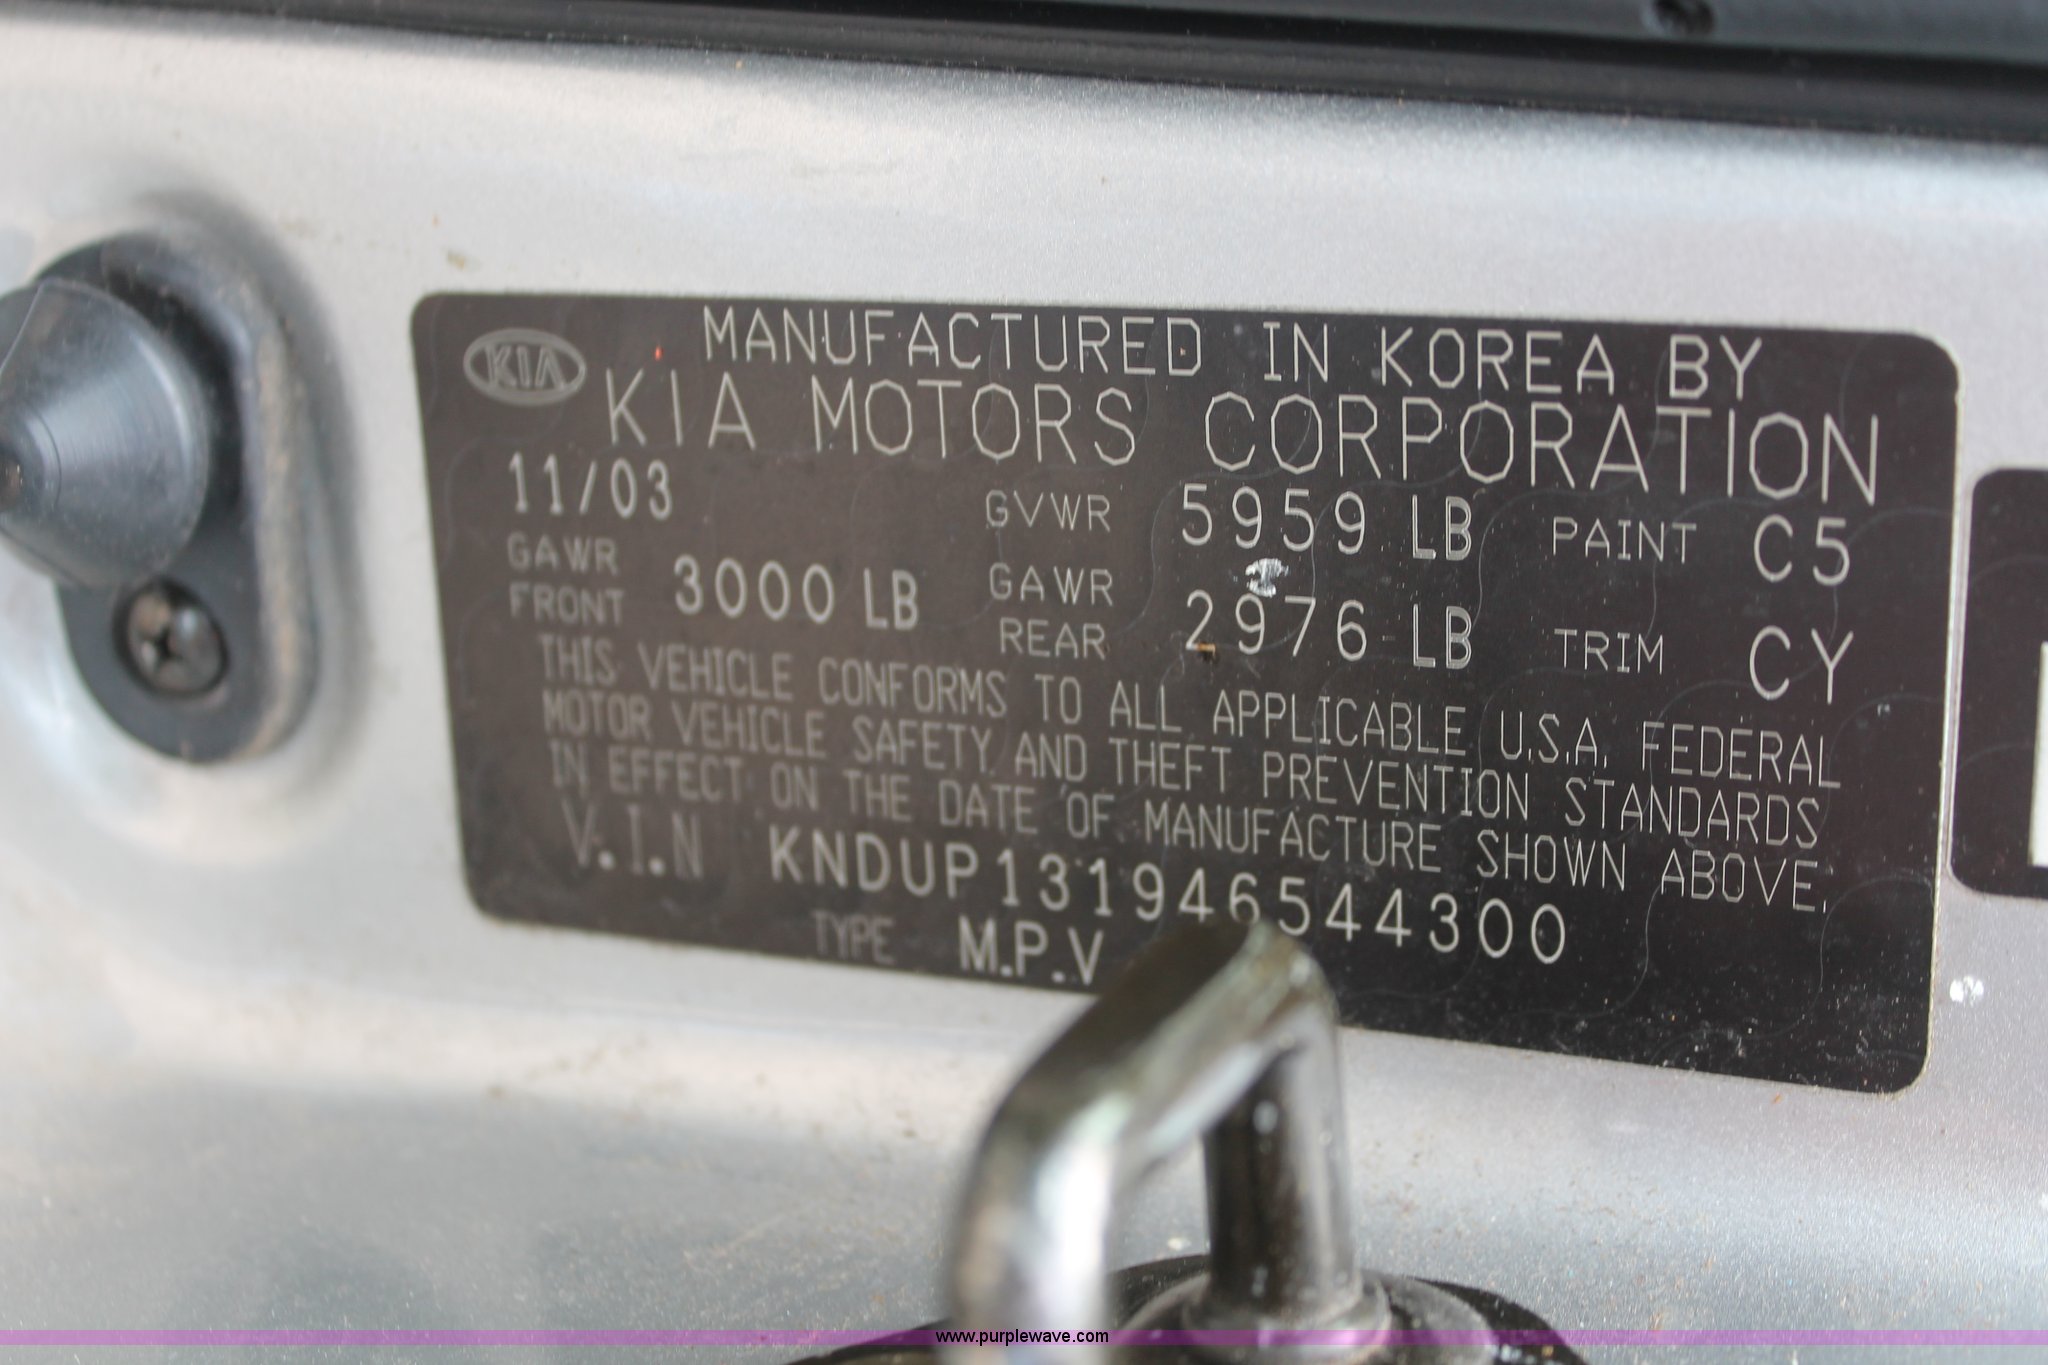 KIA
MANUFACTURED IN KOREA BY
KIA MOTORS CORPORATION
11/03 GVWR 5959 LB PAINT C5
GAWR FRONT 3000 LB GAWR REAR 2976 LB TRIM CY
THIS VEHICLE CONFORMS TO ALL APPLICABLE U.S.A. FEDERAL
MOTOR VEHICLE SAFETY AND THEFT PREVENTION STANDARDS
IN EFFECT ON THE DATE OF MANUFACTURE SHOWN ABOVE.
V.I.N KNDUP131946544300
TYPE M.P.V
www.purplewave.com